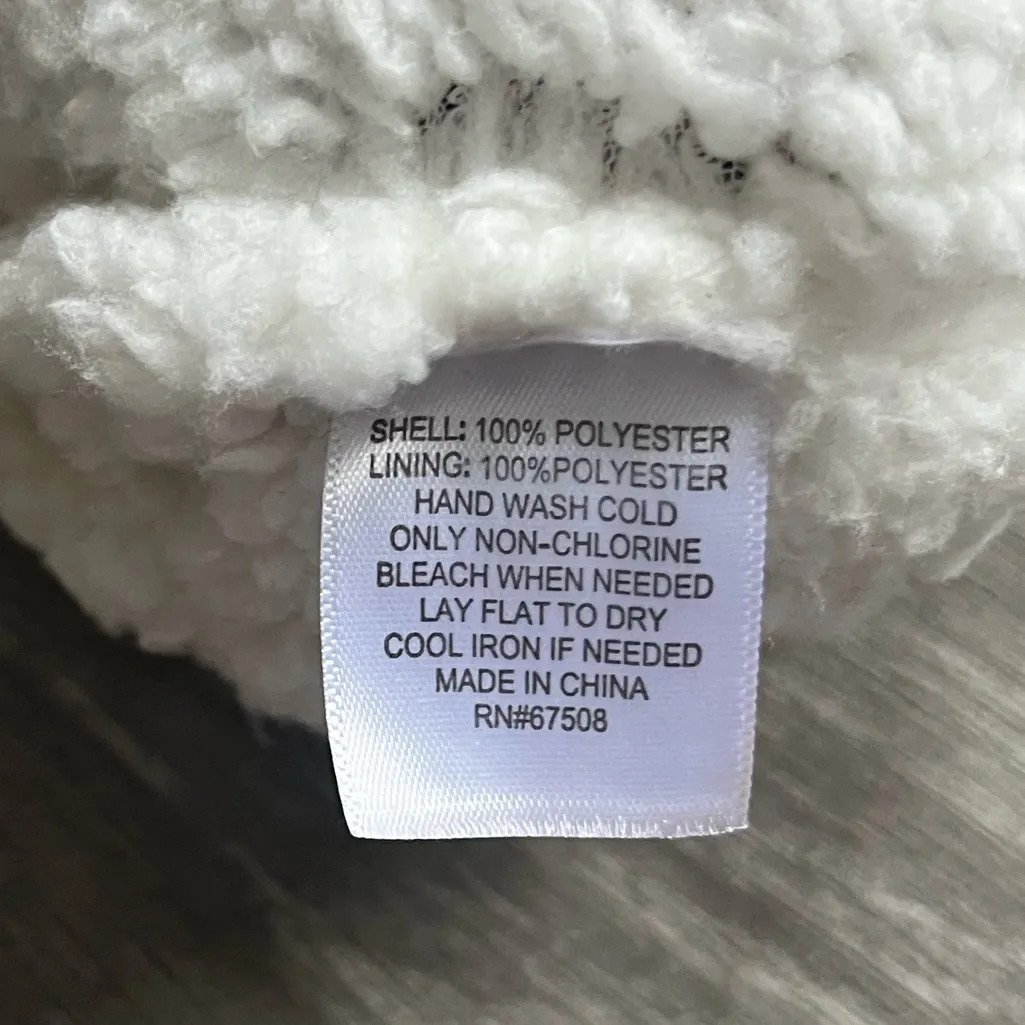 SHELL: 100% POLYESTER
LINING: 100%POLYESTER
HAND WASH COLD
ONLY NON-CHLORINE
BLEACH WHEN NEEDED
LAY FLAT TO DRY
COOL IRON IF NEEDED
MADE IN CHINA
RN#67508